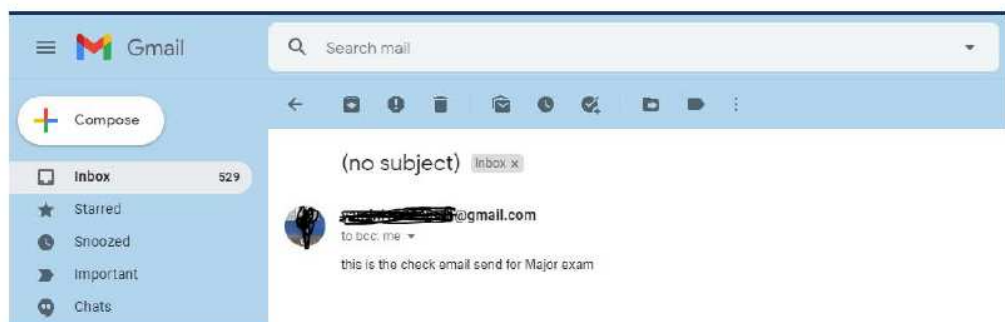 Gmail
Search mail
Compose
(no subject) Inbox x
Inbox 529
@gmail.com
Starred
to bcc: me
Snoozed
this is the check email send for Major exam
Important
Chats